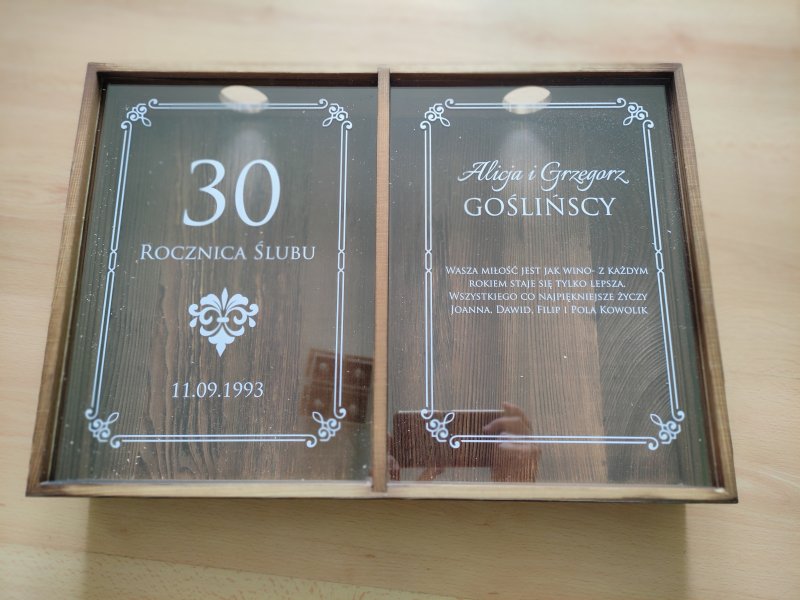 30
Rocznica Ślubu
11.09.1993
Alicja i Grzegorz
GOŚLIŃSCY
Wasza miłość jest jak wino- z każdym
rokiem staje się tylko lepsza.
Wszystkiego co najpiękniejsze życzy
Joanna, Dawid, Filip i Pola Kowolik